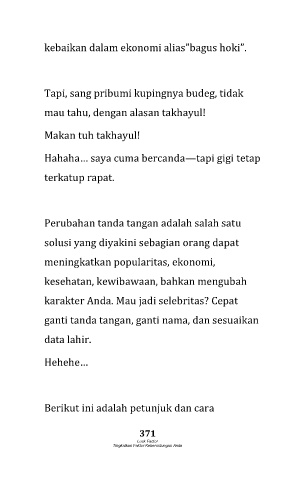 kebaikan dalam ekonomi alias”bagus hoki”.
Tapi, sang pribumi kupingnya budeg, tidak
mau tahu, dengan alasan takhayul!
Makan tuh takhayul!
Hahaha… saya cuma bercanda—tapi gigi tetap
terkatup rapat.
Perubahan tanda tangan adalah salah satu
solusi yang diyakini sebagian orang dapat
meningkatkan popularitas, ekonomi,
kesehatan, kewibawaan, bahkan mengubah
karakter Anda. Mau jadi selebritas? Cepat
ganti tanda tangan, ganti nama, dan sesuaikan
data lahir.
Hehehe…
Berikut ini adalah petunjuk dan cara
371
Luck Factor
Tingkatkan Faktor Keberuntungan Anda